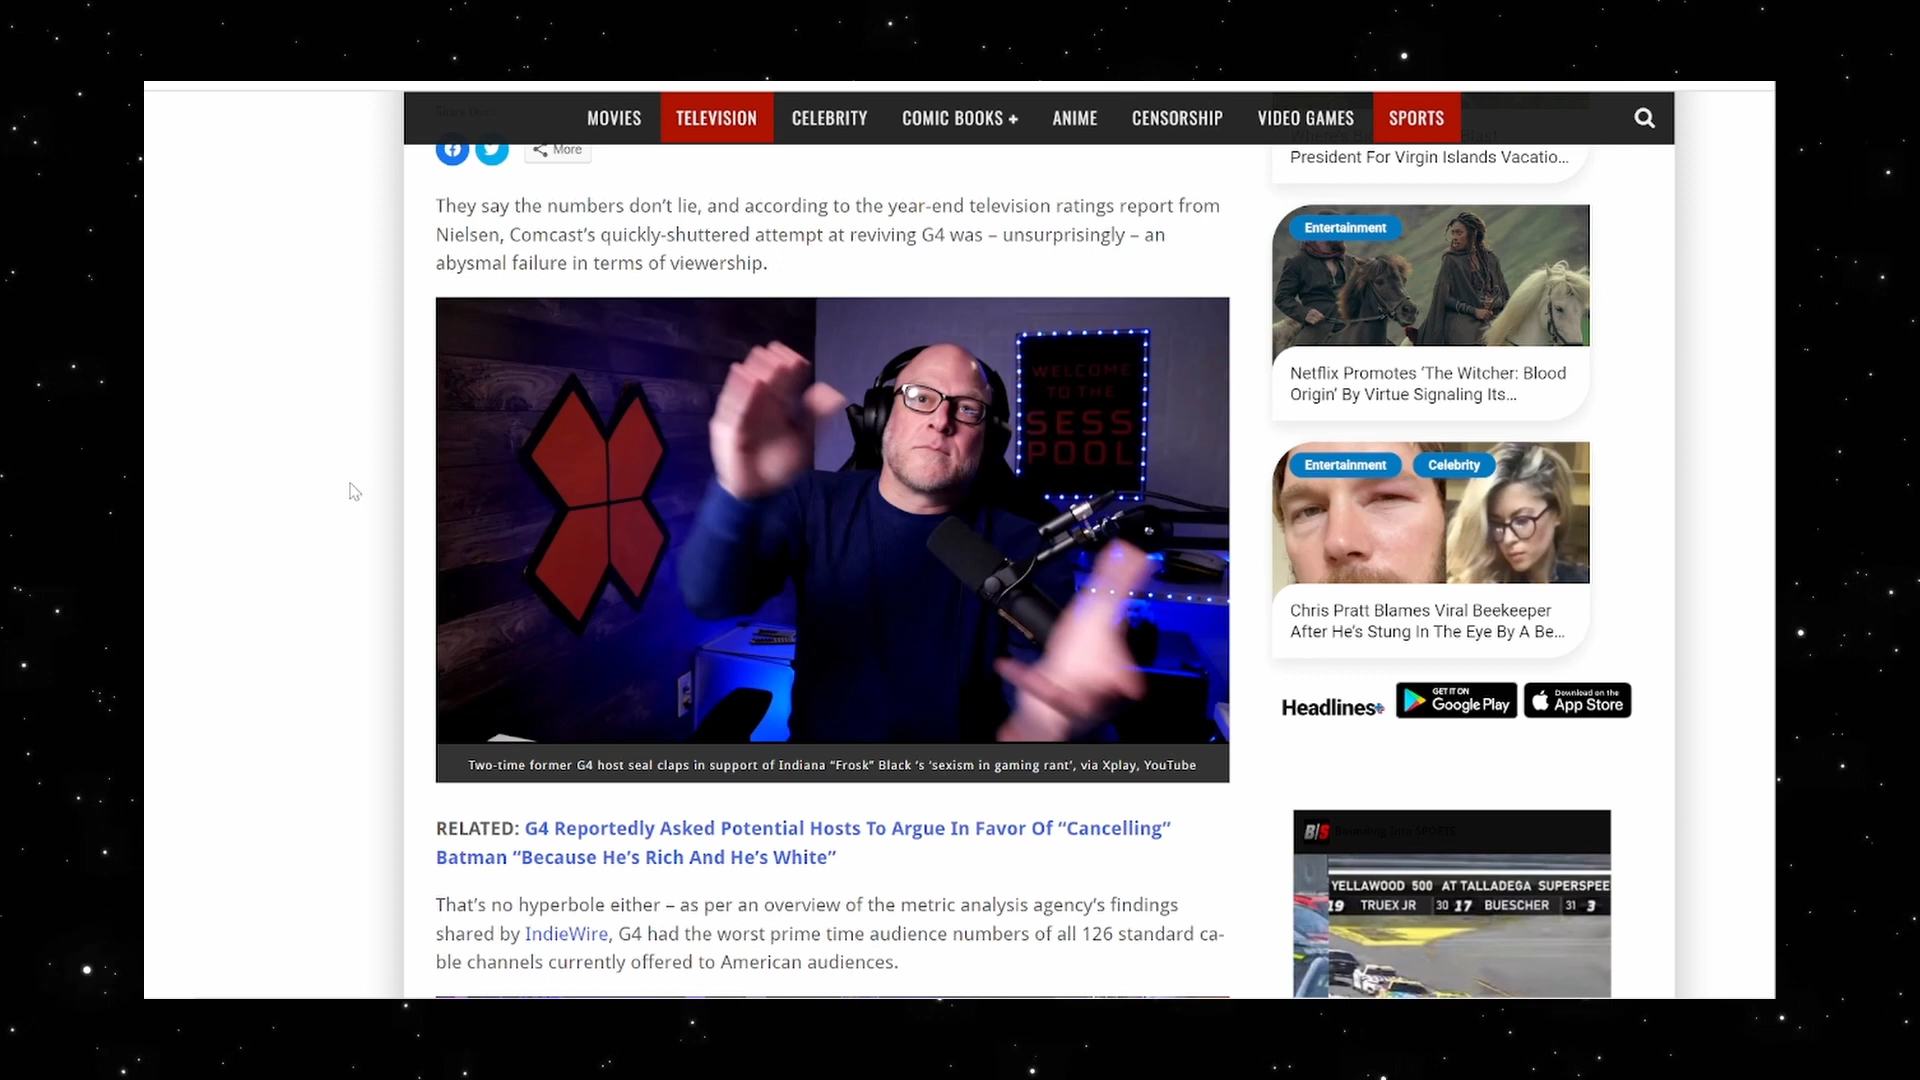 MOVIES TELEVISION CELEBRITY COMIC BOOKS + ANIME CENSORSHIP VIDEO GAMES SPORTS
More
They say the numbers don’t lie, and according to the year-end television ratings report from
Nielsen, Comcast’s quickly-shuttered attempt at reviving G4 was – unsurprisingly – an
abysmal failure in terms of viewership.
WELCOME
TO THE
SESS
POOL
Two-time former G4 host seal claps in support of Indiana “Frosk” Black ‘s ‘sexism in gaming rant’, via Xplay, YouTube
RELATED: G4 Reportedly Asked Potential Hosts To Argue In Favor Of “Cancelling”
Batman “Because He’s Rich And He’s White”
That’s no hyperbole either – as per an overview of the metric analysis agency’s findings
shared by IndieWire, G4 had the worst prime time audience numbers of all 126 standard ca-
ble channels currently offered to American audiences.
President For Virgin Islands Vacatio...
Entertainment
Netflix Promotes ‘The Witcher: Blood
Origin’ By Virtue Signaling Its...
Entertainment Celebrity
Chris Pratt Blames Viral Beekeeper
After He’s Stung In The Eye By A Be...
Headlines+
GET IT ON
Google Play
Download on the
App Store
B|S Bounding Into SPORTS
YELLAWOOD 500 AT TALLADEGA SUPERSPEE
19 TRUEX JR 30 17 BUESCHER 31 3